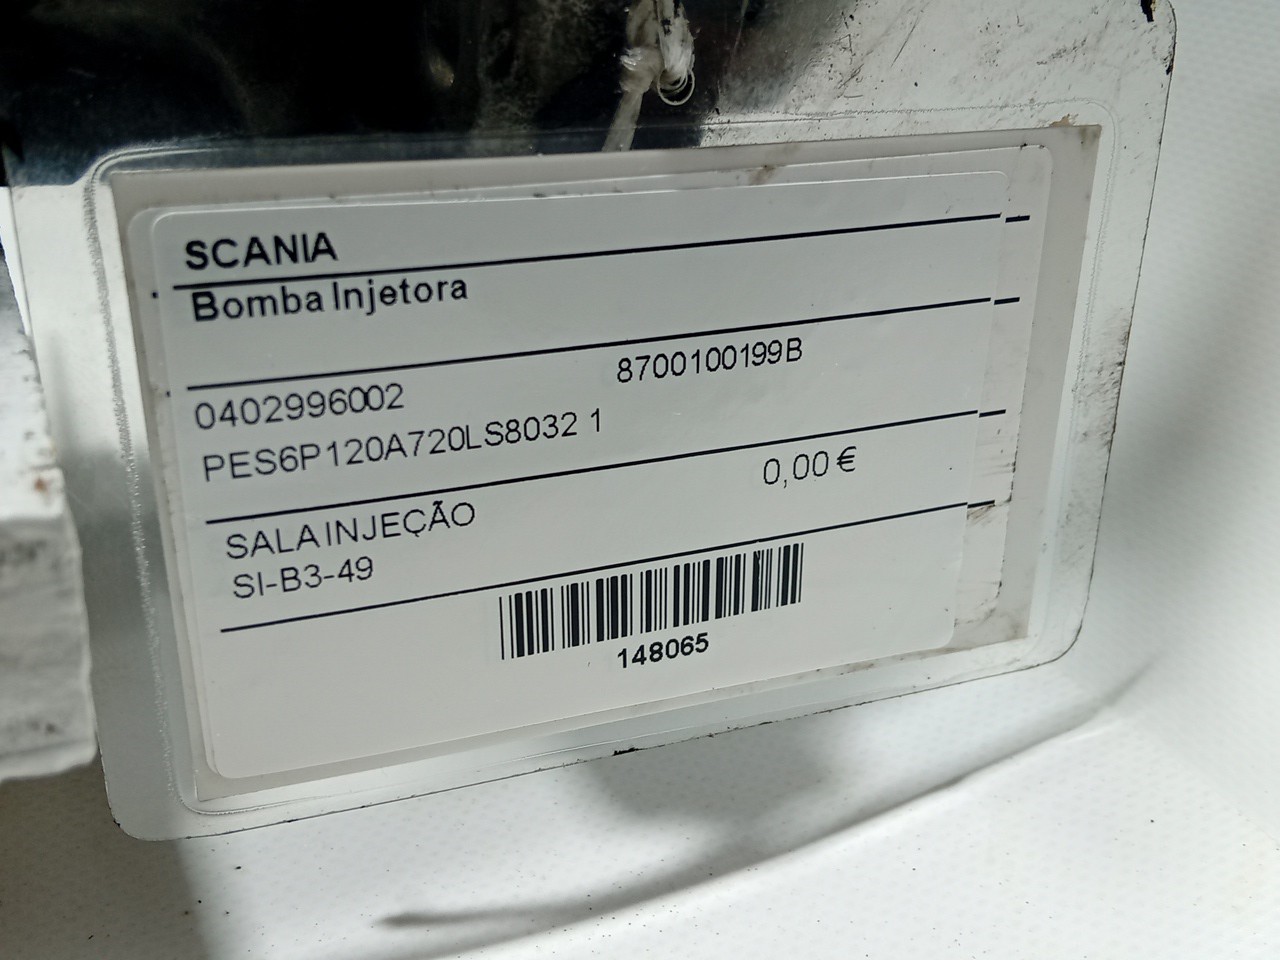 SCANIA
Bomba Injetora
0402996002 8700100199B
PES6P120A720LS8032 1
0,00 €
SALA INJEÇÃO
SI-B3-49
148065